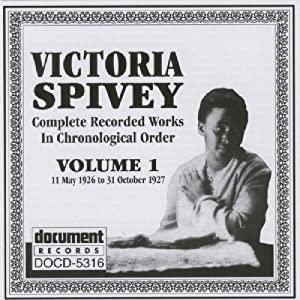 VICTORIA
SPIVEY
Complete Recorded Works
In Chronological Order
VOLUME 1
11 May 1926 to 31 October 1927
document
RECORDS
DOCD-5316